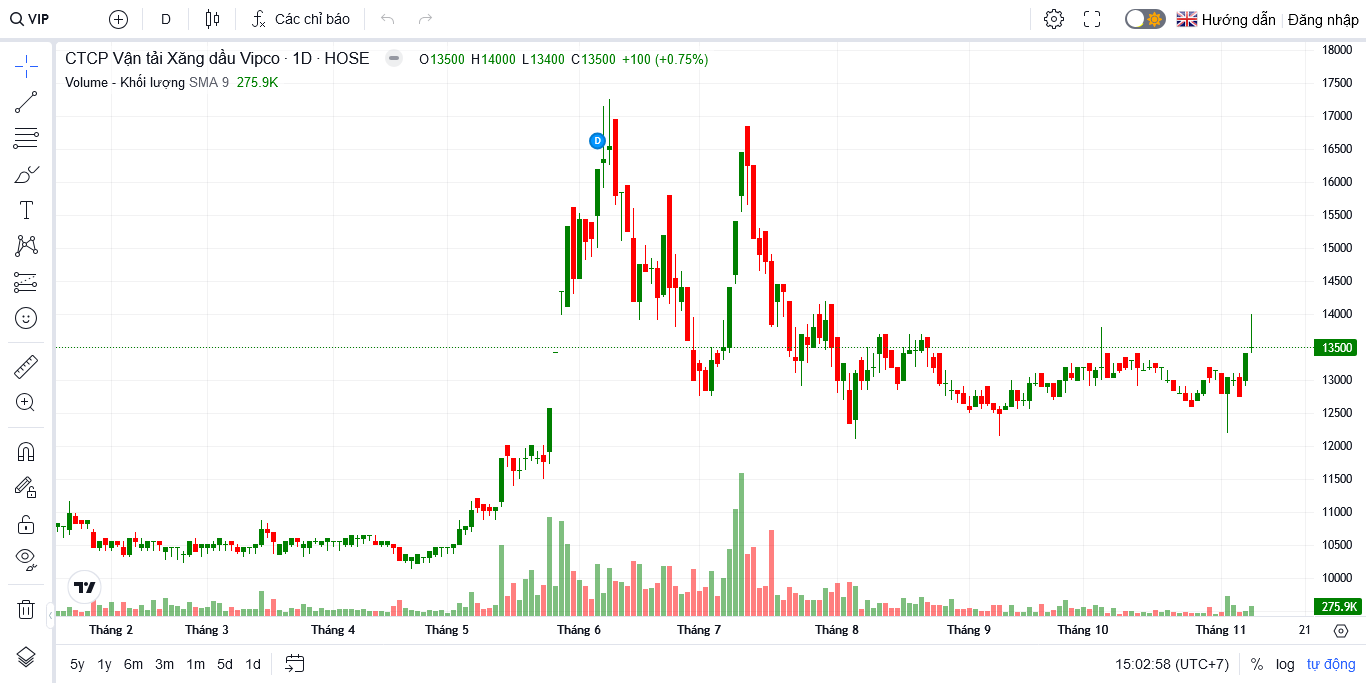 VIP D Các chỉ báo Hướng dẫn Đăng nhập
CTCP Vận tải Xăng dầu Vipco · 1D · HOSE O13500 H14000 L13400 C13500 +100 (+0.75%)
Volume - Khối lượng SMA 9 275.9K
18000
17500
17000
16500
16000
15500
15000
14500
14000
13500
13000
12500
12000
11500
11000
10500
10000
275.9K
D
T
Tháng 2 Tháng 3 Tháng 4 Tháng 5 Tháng 6 Tháng 7 Tháng 8 Tháng 9 Tháng 10 Tháng 11 21
5y 1y 6m 3m 1m 5d 1d 15:02:58 (UTC+7) % log tự động